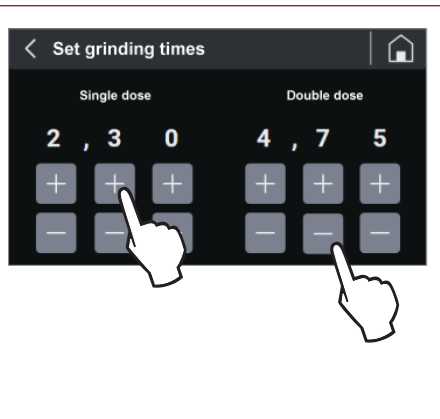 Set grinding times
Single dose Double dose
2 , 3 0 4 , 7 5
+ + + + + +
− − − − −